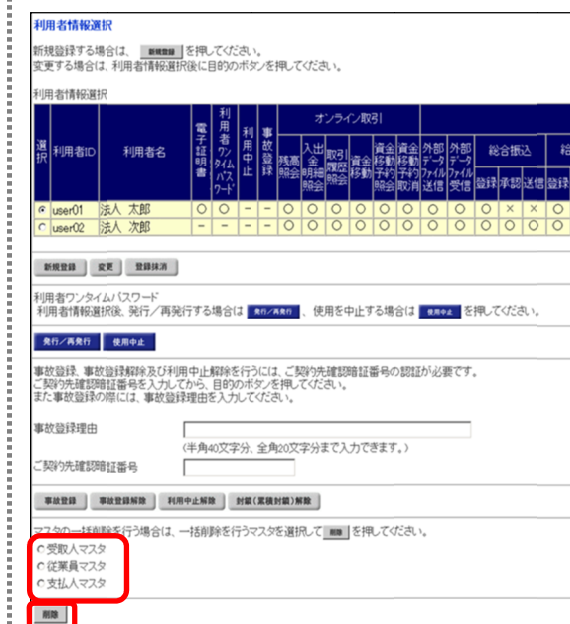 利用者情報選択
新規登録する場合は、 新規登録 を押してください。
変更する場合は、利用者情報選択後に目的のボタンを押してください。
利用者情報選択
選択 利用者ID 利用者名 電子証明書 利用者ワンタイムパスワード 利用中止 事故登録 オンライン取引
残高照会 入出金明細照会 取引履歴照会 資金移動 資金移動予約照会 資金移動予約取消 外部データファイル送信 外部データファイル受信 総合振込 給
登録 承認 送信 登録
user01 法人 太郎 ○ ○ − − ○ ○ ○ ○ ○ ○ ○ ○ ○ × × ○
user02 法人 次郎 − − − − ○ ○ ○ ○ ○ ○ ○ ○ ○ ○ ○ ○
新規登録 変更 登録抹消
利用者ワンタイムパスワード
利用者情報選択後、発行/再発行する場合は 発行/再発行 、使用を中止する場合は 使用中止 を押してください。
発行/再発行 使用中止
事故登録、事故登録解除及び利用中止解除を行うには、ご契約先確認暗証番号の認証が必要です。
ご契約先確認暗証番号を入力してから、目的のボタンを押してください。
また事故登録の際には、事故登録理由を入力してください。
事故登録理由
(半角40文字分、全角20文字分まで入力できます。)
ご契約先確認暗証番号
事故登録 事故登録解除 利用中止解除 封鎖(累積封鎖)解除
マスタの一括削除を行う場合は、一括削除を行うマスタを選択して 削除 を押してください。
受取人マスタ
従業員マスタ
支払人マスタ
削除